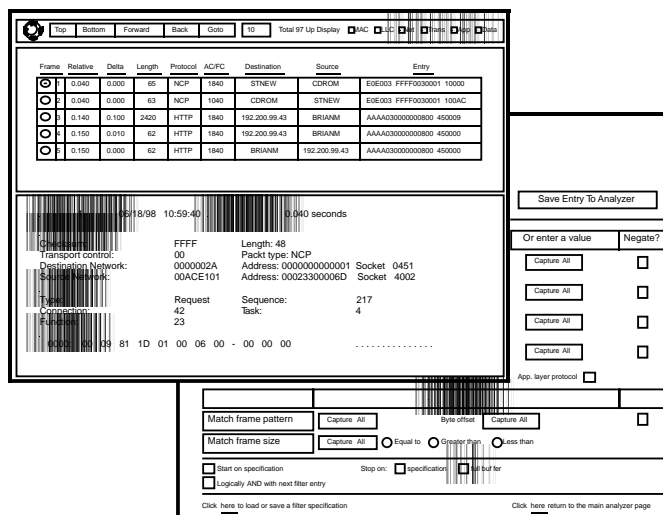 Top Bottom Forward Back Goto 10 Total 97 Up Display MAC LLC Net Trans App Data
Frame Relative Delta Length Protocol AC/FC Destination Source Entry
1 0.040 0.000 65 NCP 1840 STNEW CDROM E0E003 FFFF0030001 10000
2 0.040 0.000 63 NCP 1040 CDROM STNEW E0E003 FFFF0030001 100AC
3 0.140 0.100 2420 HTTP 1840 192.200.99.43 BRIANM AAAA03000000800 450009
4 0.150 0.010 62 HTTP 1840 192.200.99.43 BRIANM AAAA03000000800 450000
5 0.150 0.000 62 HTTP 1840 BRIANM 192.200.99.43 AAAA03000000800 450000
06/18/98 10:59:40 0.040 seconds
Checksum: FFFF Length: 48
Transport control: 00 Packt type: NCP
Destination Network: 0000002A Address: 0000000000001 Socket 0451
Source Network: 00ACE101 Address: 00023300006D Socket 4002
Type: Request Sequence: 217
Connection: 42 Task: 4
Function: 23
0000: 00 09 81 1D 01 00 06 00 - 00 00 00 . . . . . . . . . . . . . . .
Save Entry To Analyzer
Or enter a value Negate?
Capture All
Capture All
Capture All
Capture All
App. layer protocol
Match frame pattern Capture All Byte offset Capture All
Match frame size Capture All Equal to Greater than Less than
Start on specification Stop on: specification full buf fer
Logically AND with next filter entry
Click here to load or save a filter specification Click here return to the main analyzer page